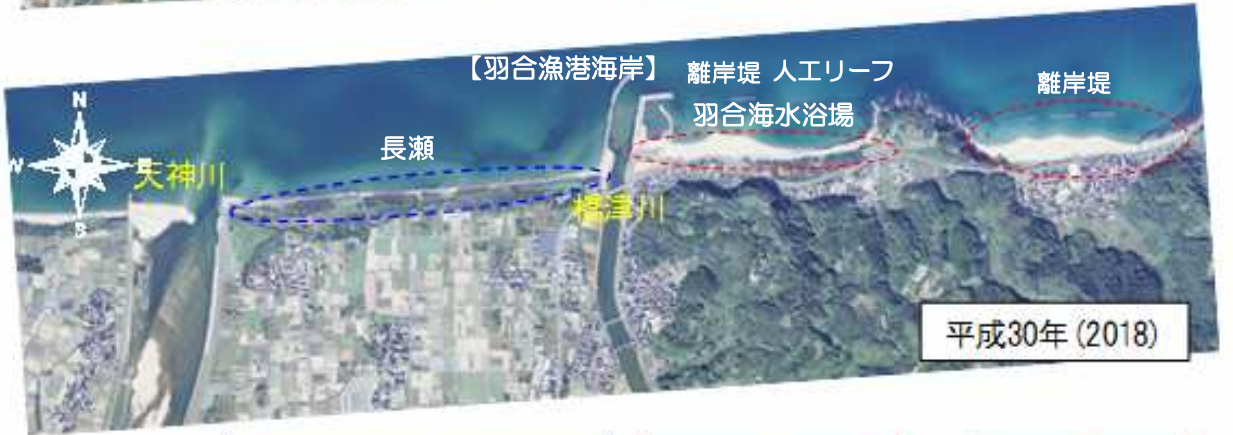 【羽合漁港海岸】
離岸堤 人工リーフ
離岸堤
羽合海水浴場
長瀬
N
W
E
S
天神川
橋津川
平成30年 (2018)